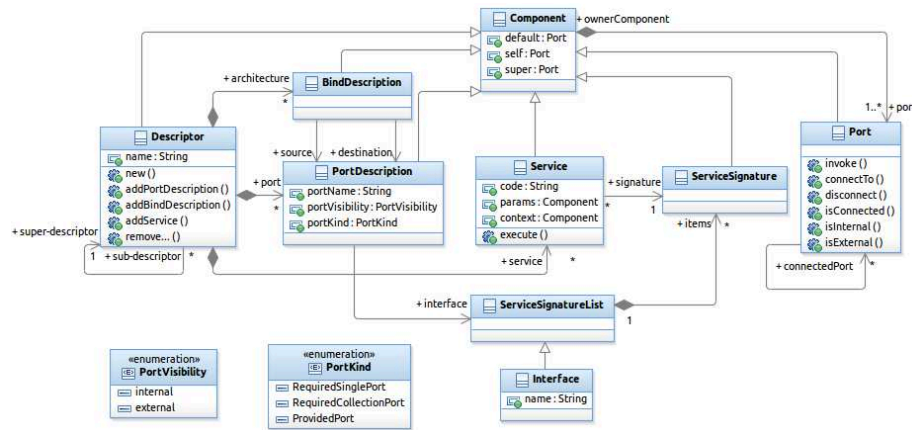 Component
+ ownerComponent
default : Port
self : Port
super : Port
+ architecture
*
BindDescription
1..*
+ por
Descriptor
name : String
new ()
addPortDescription ()
addBindDescription ()
addService ()
remove... ()
+ source
+ destination
+ port
*
PortDescription
portName : String
portVisibility : PortVisibility
portKind : PortKind
Service
code : String
params : Component
context : Component
execute ()
+ signature
*
1
ServiceSignature
+ items
*
Port
invoke ()
connectTo ()
disconnect ()
isConnected ()
isInternal ()
isExternal ()
+ super-descriptor
1
+ sub-descriptor
*
+ service
*
+ connectedPort
*
+ interface
ServiceSignatureList
1
«enumeration»
PortVisibility
internal
external
«enumeration»
PortKind
RequiredSinglePort
RequiredCollectionPort
ProvidedPort
Interface
name : String